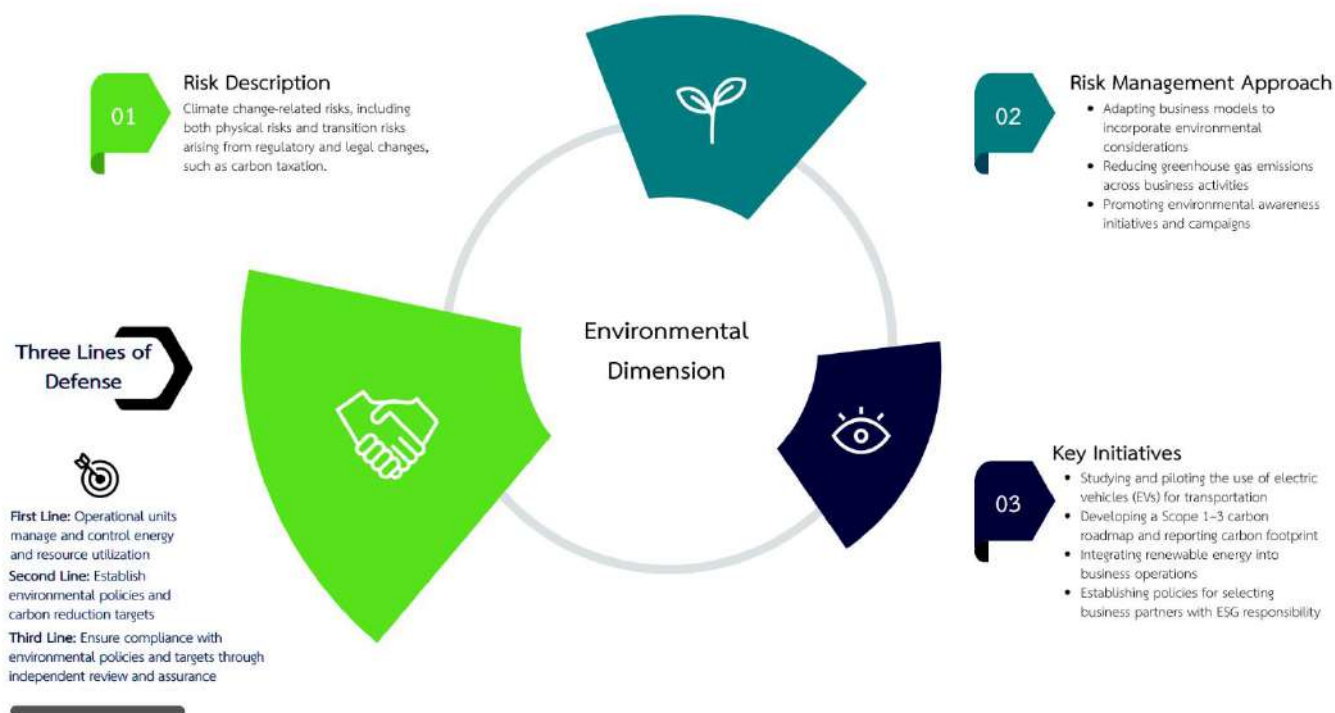 01
Risk Description
Climate change-related risks, including
both physical risks and transition risks
arising from regulatory and legal changes,
such as carbon taxation.
02
Risk Management Approach
• Adapting business models to
incorporate environmental
considerations
• Reducing greenhouse gas emissions
across business activities
• Promoting environmental awareness
initiatives and campaigns
Environmental
Dimension
Three Lines of
Defense
First Line: Operational units
manage and control energy
and resource utilization
Second Line: Establish
environmental policies and
carbon reduction targets
Third Line: Ensure compliance with
environmental policies and targets through
independent review and assurance
03
Key Initiatives
• Studying and piloting the use of electric
vehicles (EVs) for transportation
• Developing a Scope 1–3 carbon
roadmap and reporting carbon footprint
• Integrating renewable energy into
business operations
• Establishing policies for selecting
business partners with ESG responsibility